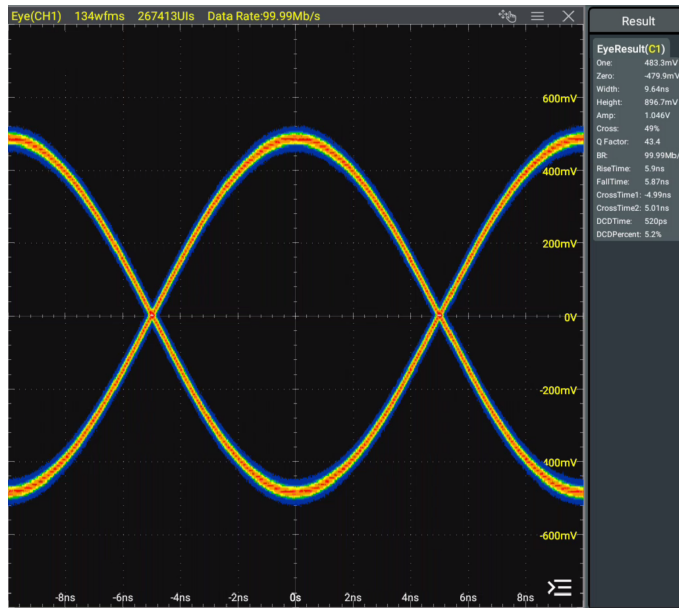 Eye(CH1) 134wfms 267413UIs Data Rate:99.99Mb/s
Result
EyeResult(C1)
One: 483.3mV
Zero: -479.9mV
Width: 9.64ns
Height: 896.7mV
Amp: 1.046V
Cross: 49%
Q Factor: 43.4
BR: 99.99Mb/
RiseTime: 5.9ns
FallTime: 5.87ns
CrossTime1: -4.99ns
CrossTime2: 5.01ns
DCDTime: 520ps
DCDPercent: 5.2%
600mV
400mV
200mV
0V
-200mV
-400mV
-600mV
-8ns -6ns -4ns -2ns 0s 2ns 4ns 6ns 8ns